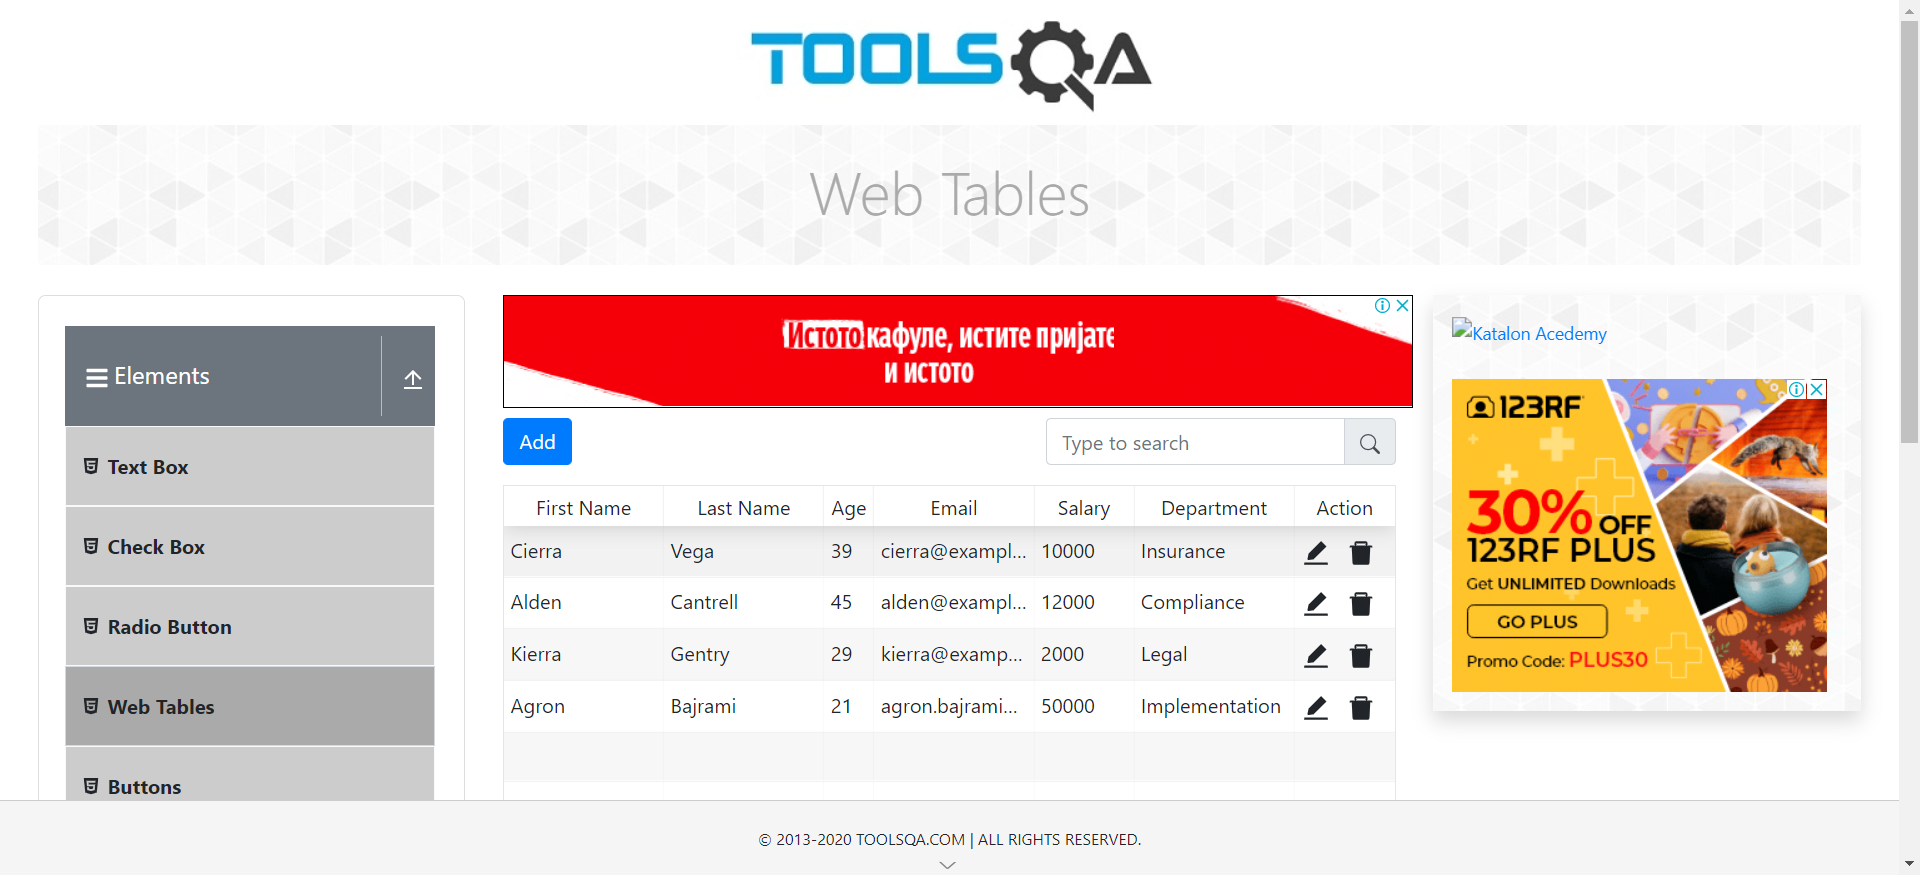 TOOLSQA
Web Tables
Elements
Text Box
Check Box
Radio Button
Web Tables
Buttons
Истото кафуле, истите пријате
и истото
Add
Type to search
First Name Last Name Age Email Salary Department Action
Cierra Vega 39 cierra@exampl... 10000 Insurance
Alden Cantrell 45 alden@exampl... 12000 Compliance
Kierra Gentry 29 kierra@examp... 2000 Legal
Agron Bajrami 21 agron.bajrami... 50000 Implementation
Katalon Acedemy
123RF
30% OFF
123RF PLUS
Get UNLIMITED Downloads
GO PLUS
Promo Code: PLUS30
© 2013-2020 TOOLSQA.COM | ALL RIGHTS RESERVED.